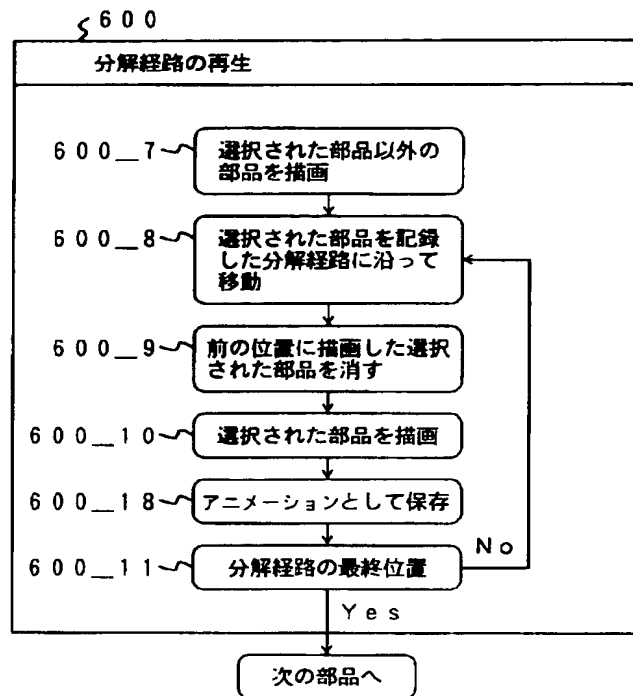 600
分解経路の再生
600_7
選択された部品以外の
部品を描画
600_8
選択された部品を記録
した分解経路に沿って
移動
600_9
前の位置に描画した選択
された部品を消す
600_10
選択された部品を描画
600_18
アニメーションとして保存
600_11
分解経路の最終位置
No
Yes
次の部品へ